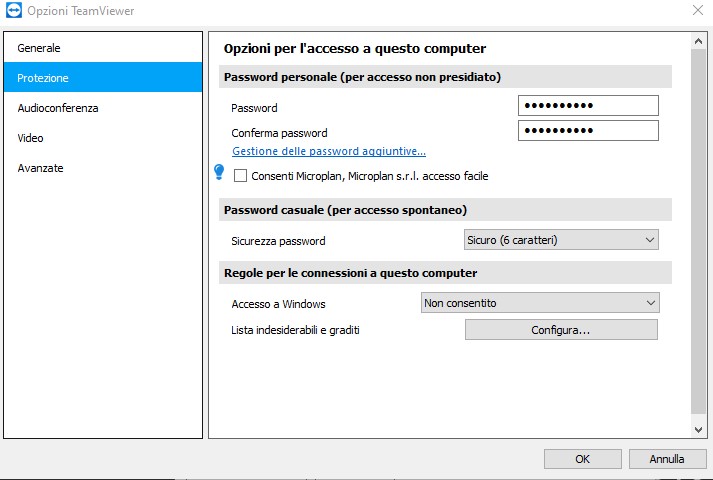 Opzioni TeamViewer
Generale
Protezione
Audioconferenza
Video
Avanzate
Opzioni per l'accesso a questo computer
Password personale (per accesso non presidiato)
Password ••••••••••
Conferma password ••••••••••
Gestione delle password aggiuntive...
Consenti Microplan, Microplan s.r.l. accesso facile
Password casuale (per accesso spontaneo)
Sicurezza password Sicuro (6 caratteri)
Regole per le connessioni a questo computer
Accesso a Windows Non consentito
Lista indesiderabili e graditi Configura...
OK Annulla